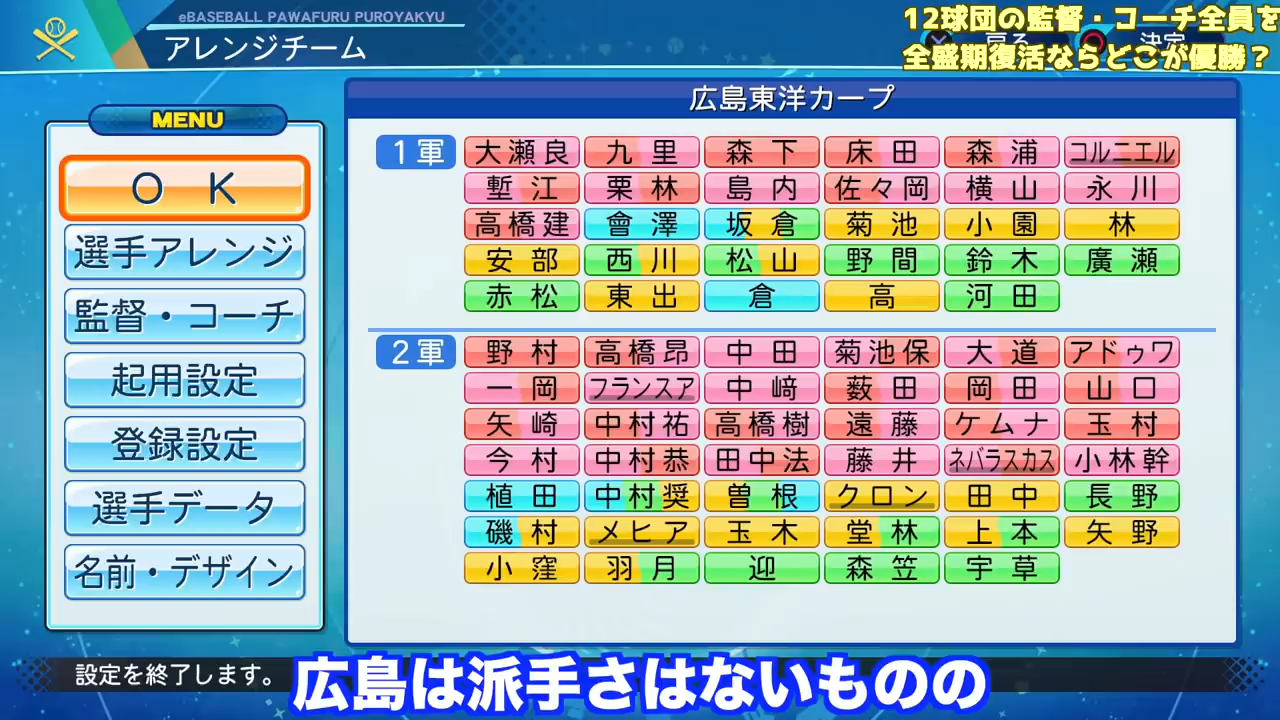 eBASEBALL PAWAFURU PUROYAKYU
アレンジチーム
12球団の監督・コーチ全員を
全盛期復活ならどこが優勝？
戻る 決定
MENU
OK
選手アレンジ
監督・コーチ
起用設定
登録設定
選手データ
名前・デザイン
広島東洋カープ
1軍 大瀬良 九里 森下 床田 森浦 コルニエル
塹江 栗林 島内 佐々岡 横山 永川
高橋建 會澤 坂倉 菊池 小園 林
安部 西川 松山 野間 鈴木 廣瀬
赤松 東出 倉 高 河田
2軍 野村 高橋昂 中田 菊池保 大道 アドゥワ
一岡 フランスア 中﨑 薮田 岡田 山口
矢崎 中村祐 高橋樹 遠藤 ケムナ 玉村
今村 中村恭 田中法 藤井 ネバラスカス 小林幹
植田 中村奨 曽根 クロン 田中 長野
磯村 メヒア 玉木 堂林 上本 矢野
小窪 羽月 迎 森笠 宇草
設定を終了します。
広島は派手さはないものの